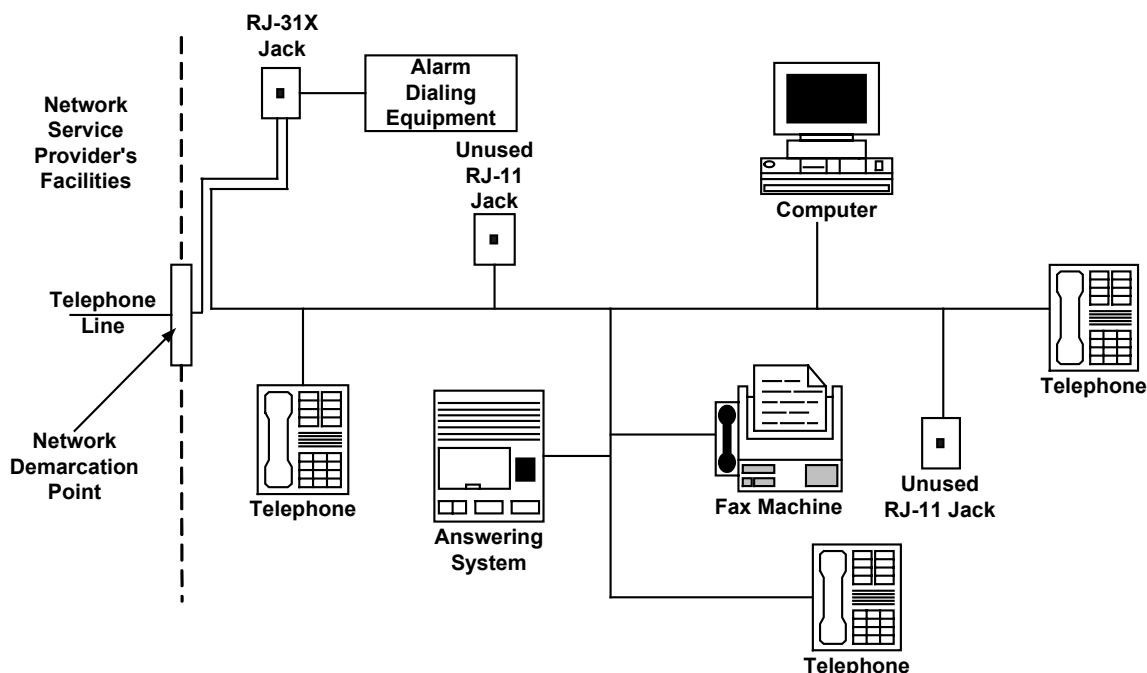 RJ-31X
Jack
Alarm
Dialing
Equipment
Network
Service
Provider's
Facilities
Unused
RJ-11
Jack
Computer
Telephone
Line
Telephone
Network
Demarcation
Point
Telephone
Answering
System
Fax Machine
Unused
RJ-11 Jack
Telephone